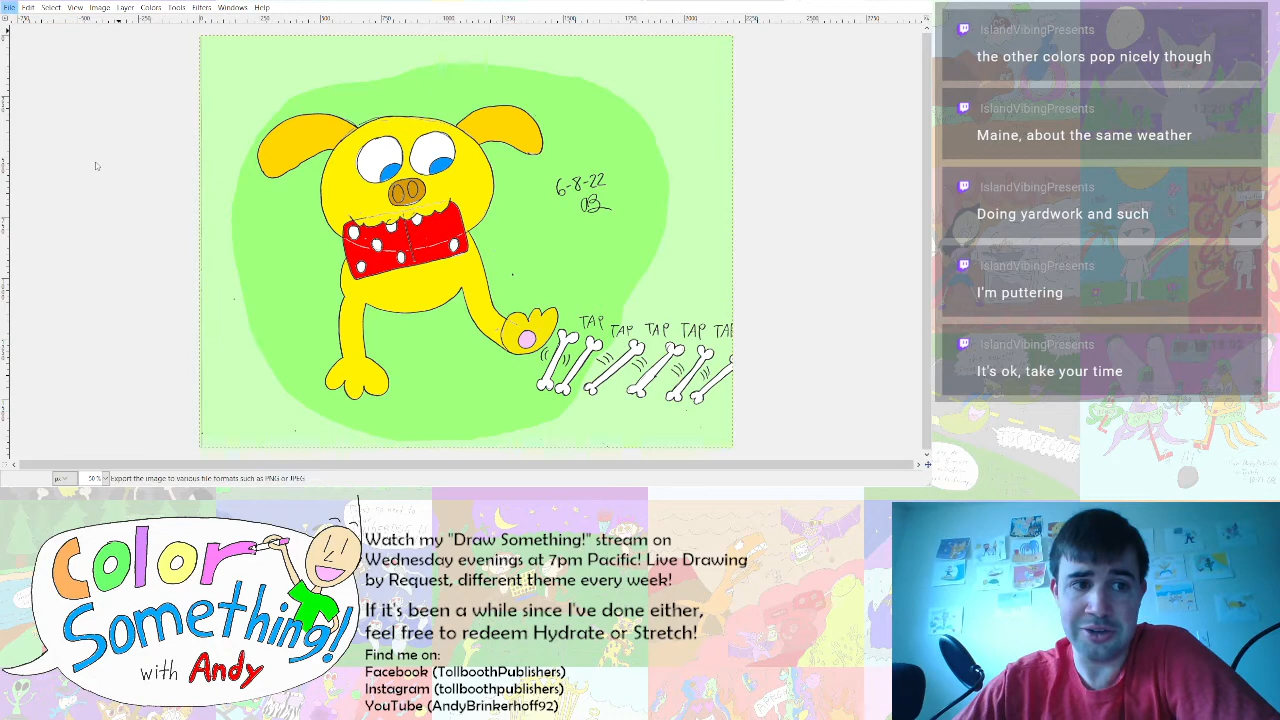 File Edit Select View Image Layer Colors Tools Filters Windows Help
6-8-22
TAP TAP TAP TAP TAP
px 50% Export the image to various file formats such as PNG or JPEG
IslandVibingPresents
the other colors pop nicely though
IslandVibingPresents
Maine, about the same weather
IslandVibingPresents
Doing yardwork and such
IslandVibingPresents
I'm puttering
IslandVibingPresents
It's ok, take your time
Color
Something!
with Andy
Watch my "Draw Something!" stream on
Wednesday evenings at 7pm Pacific! Live Drawing
by Request, different theme every week!
If it's been a while since I've done either,
feel free to redeem Hydrate or Stretch!
Find me on:
Facebook (TollboothPublishers)
Instagram (tollboothpublishers)
YouTube (AndyBrinkerhoff92)